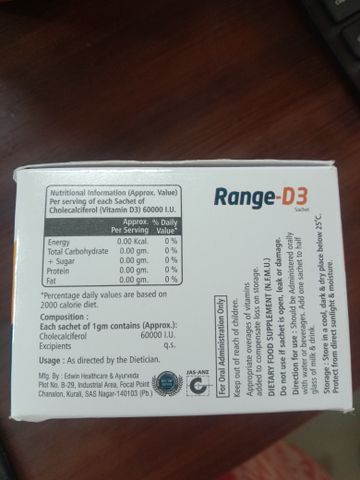 Nutritional Information (Approx. Value)
Per serving of each Sachet of
Cholecalciferol (Vitamin D3) 60000 I.U.
Approx. % Daily
Per Serving Value*
Energy 0.00 Kcal. 0 %
Total Carbohydrate 0.00 gm. 0 %
+ Sugar 0.00 gm. 0 %
Protein 0.00 gm. 0 %
Fat 0.00 gm. 0 %
*Percentage daily values are based on
2000 calorie diet.
Composition :
Each Sachet of 1gm contains (Approx.):
Cholecalciferol 60000 I.U.
Excipients q.s.
Usage : As directed by the Dietician.
Mfg. By : Edwin Healthcare & Ayurveda
Plot No. B-29, Industrial Area, Focal Point
Chanalon, Kurali, SAS Nagar-140103 (Pb.)
JAS-ANZ
Range-D3
Sachet
For Oral Administration Only
Keep out of reach of children.
Appropriate overages of vitamins
added to compensate loss on storage.
DIETARY FOOD SUPPLEMENT (N.F.M.U.)
Do not use if sachet is open, leak or damage.
Direction for use : Should be Administered orally
with water or beverages. Add one sachet to half
glass of milk & drink.
Storage : Store in a cool, dark & dry place below 25°C.
Protect from direct sunlight & moisture.